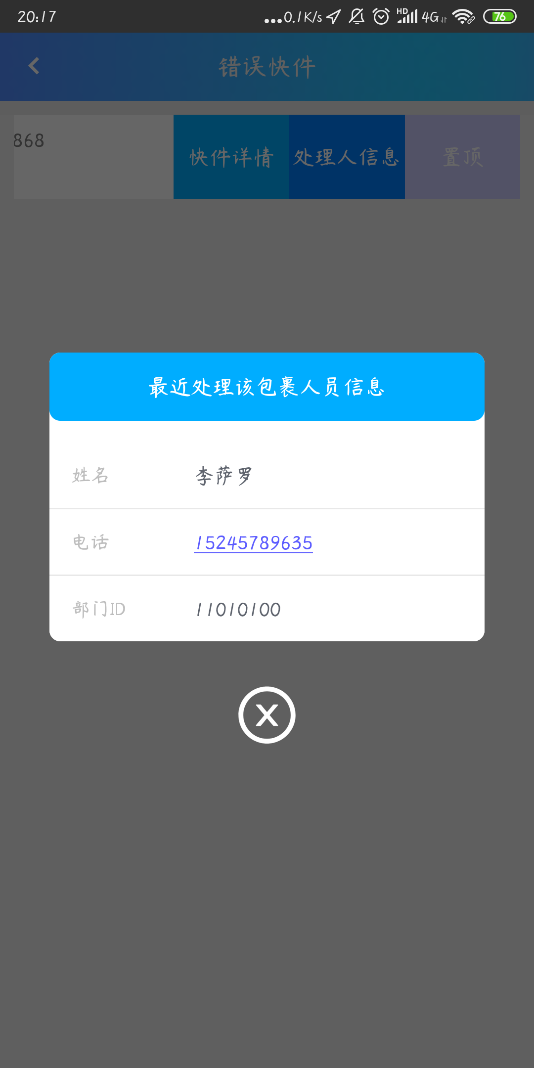 20:17 ...0.1K/s HD 4G 76
错误快件
868 快件详情 处理人信息 置顶
最近处理该包裹人员信息
姓名 李萨罗
电话 15245789635
部门ID 11010100
X